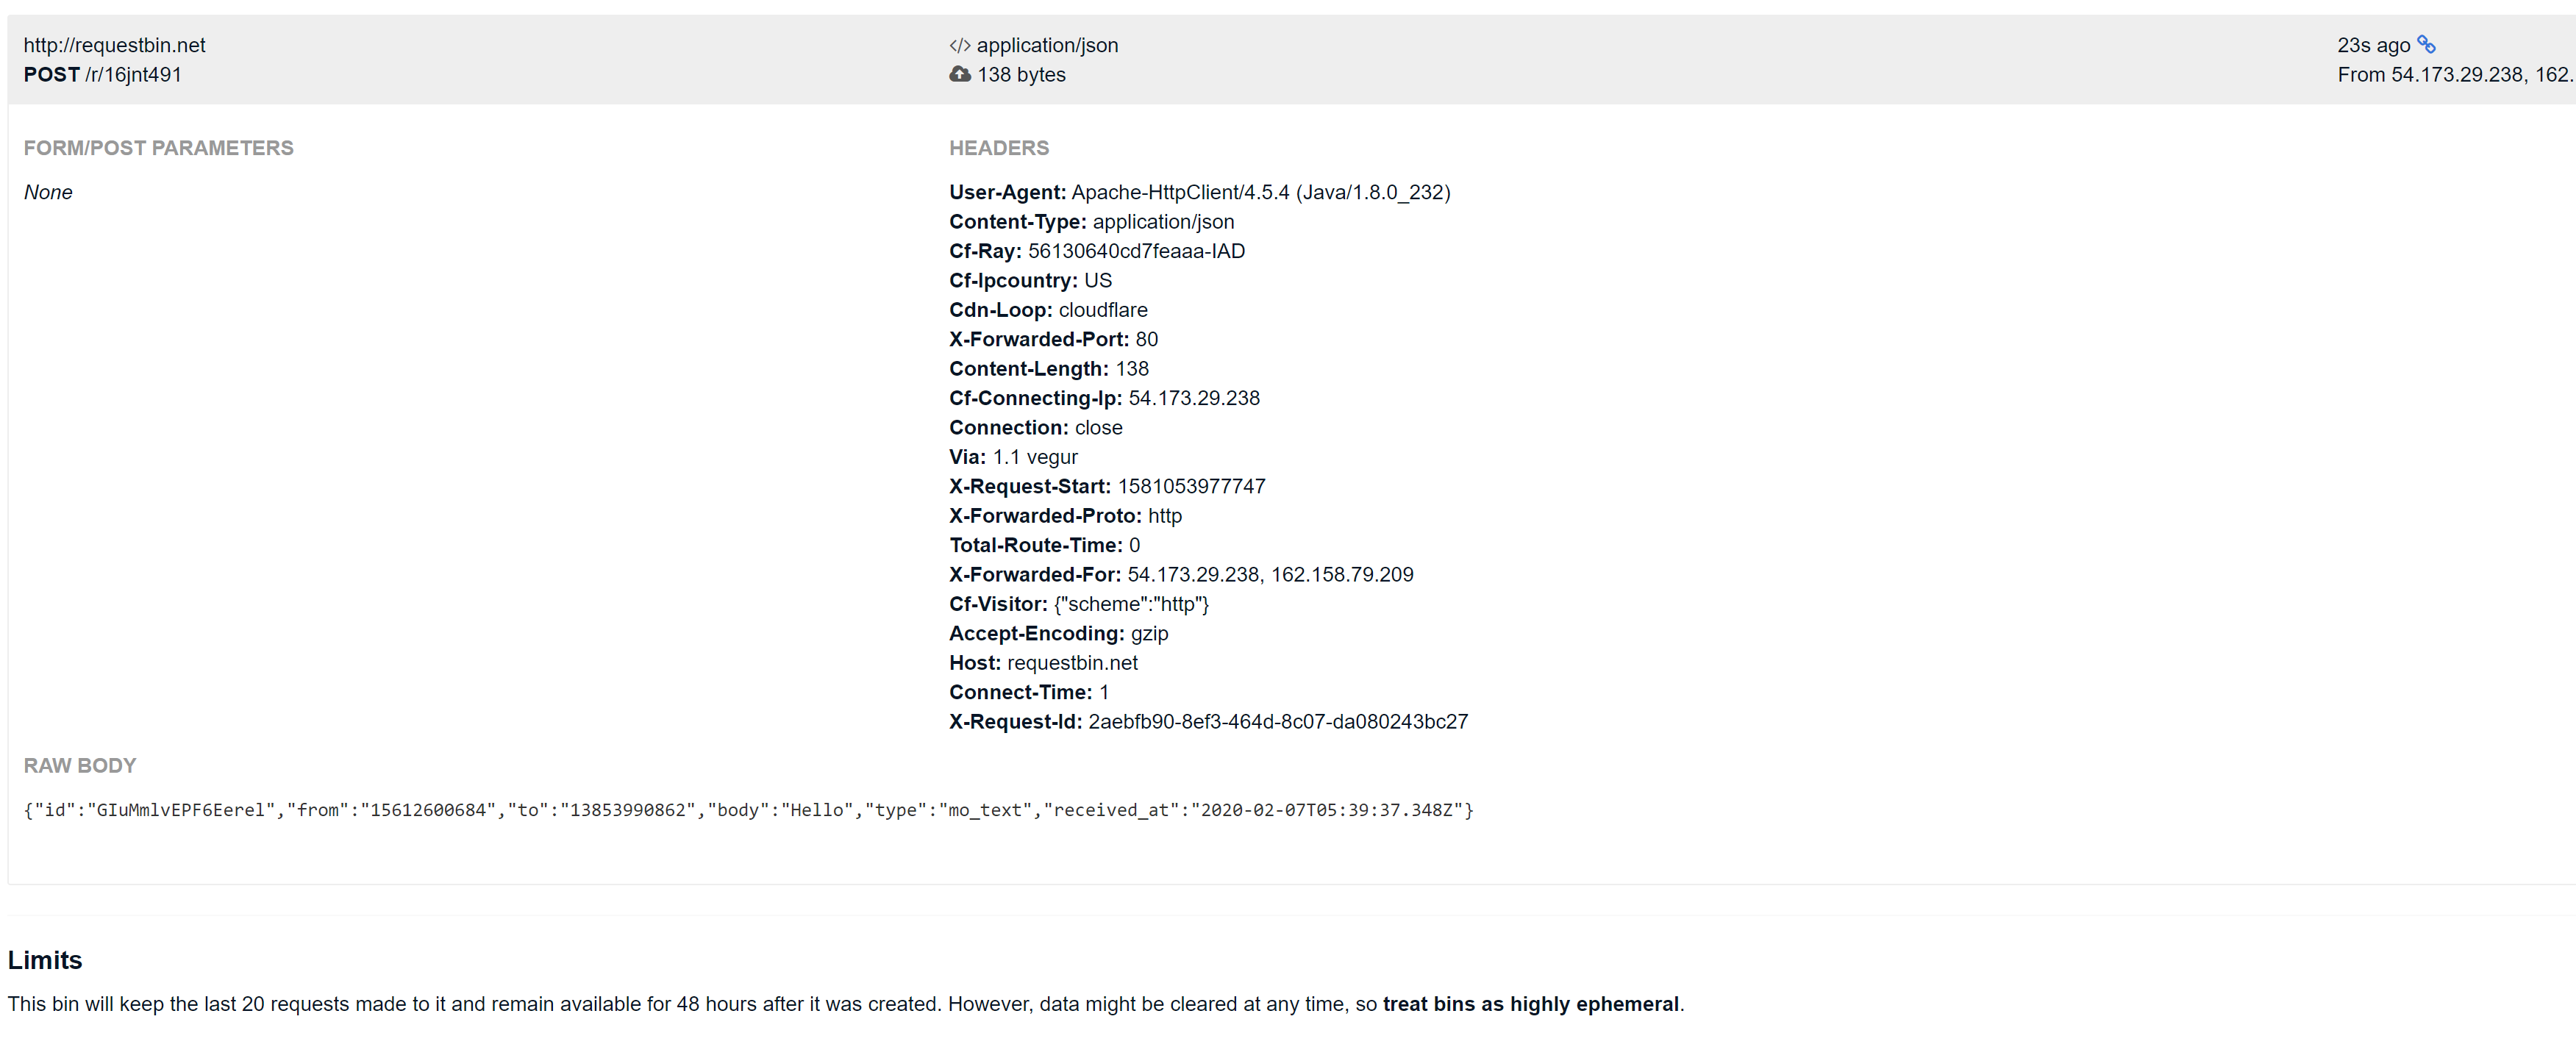 http://requestbin.net
POST /r/16jnt491
</> application/json
138 bytes
23s ago
From 54.173.29.238, 162.
FORM/POST PARAMETERS
None
HEADERS
User-Agent: Apache-HttpClient/4.5.4 (Java/1.8.0_232)
Content-Type: application/json
Cf-Ray: 56130640cd7feaaa-IAD
Cf-Ipcountry: US
Cdn-Loop: cloudflare
X-Forwarded-Port: 80
Content-Length: 138
Cf-Connecting-Ip: 54.173.29.238
Connection: close
Via: 1.1 vegur
X-Request-Start: 1581053977747
X-Forwarded-Proto: http
Total-Route-Time: 0
X-Forwarded-For: 54.173.29.238, 162.158.79.209
Cf-Visitor: {"scheme":"http"}
Accept-Encoding: gzip
Host: requestbin.net
Connect-Time: 1
X-Request-Id: 2aebfb90-8ef3-464d-8c07-da080243bc27
RAW BODY
{"id":"GIuMmlvEPF6Eerel","from":"15612600684","to":"13853990862","body":"Hello","type":"mo_text","received_at":"2020-02-07T05:39:37.348Z"}
Limits
This bin will keep the last 20 requests made to it and remain available for 48 hours after it was created. However, data might be cleared at any time, so treat bins as highly ephemeral.